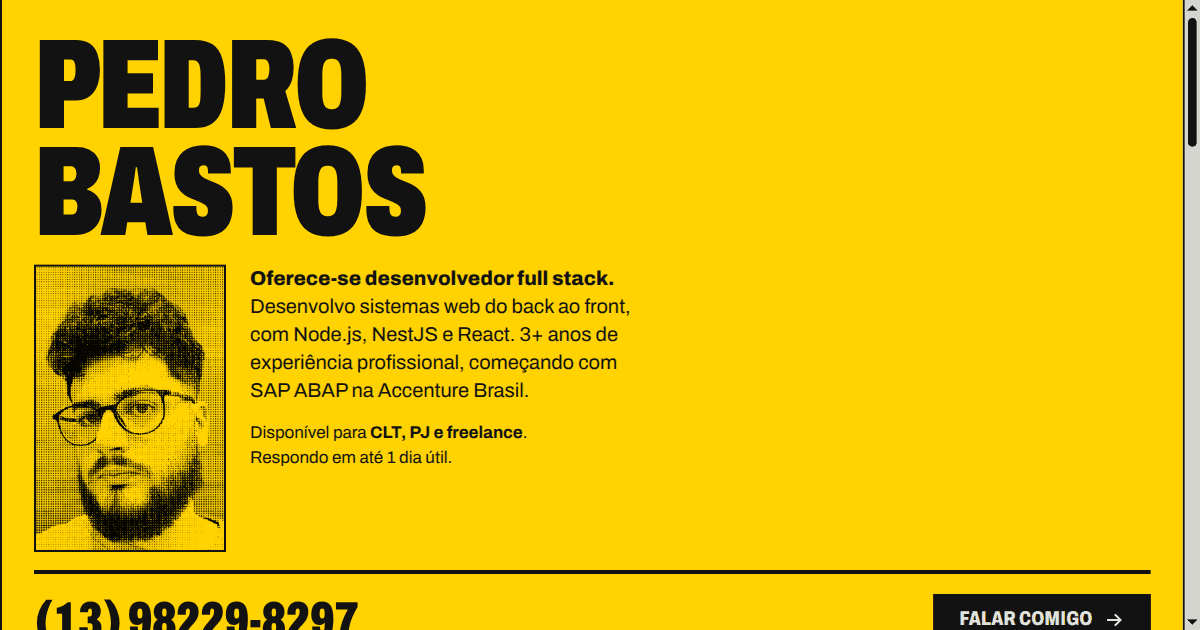 PEDRO
BASTOS
Oferece-se desenvolvedor full stack.
Desenvolvo sistemas web do back ao front,
com Node.js, NestJS e React. 3+ anos de
experiência profissional, começando com
SAP ABAP na Accenture Brasil.
Disponível para CLT, PJ e freelance.
Respondo em até 1 dia útil.
(13) 98229-8297
FALAR COMIGO →